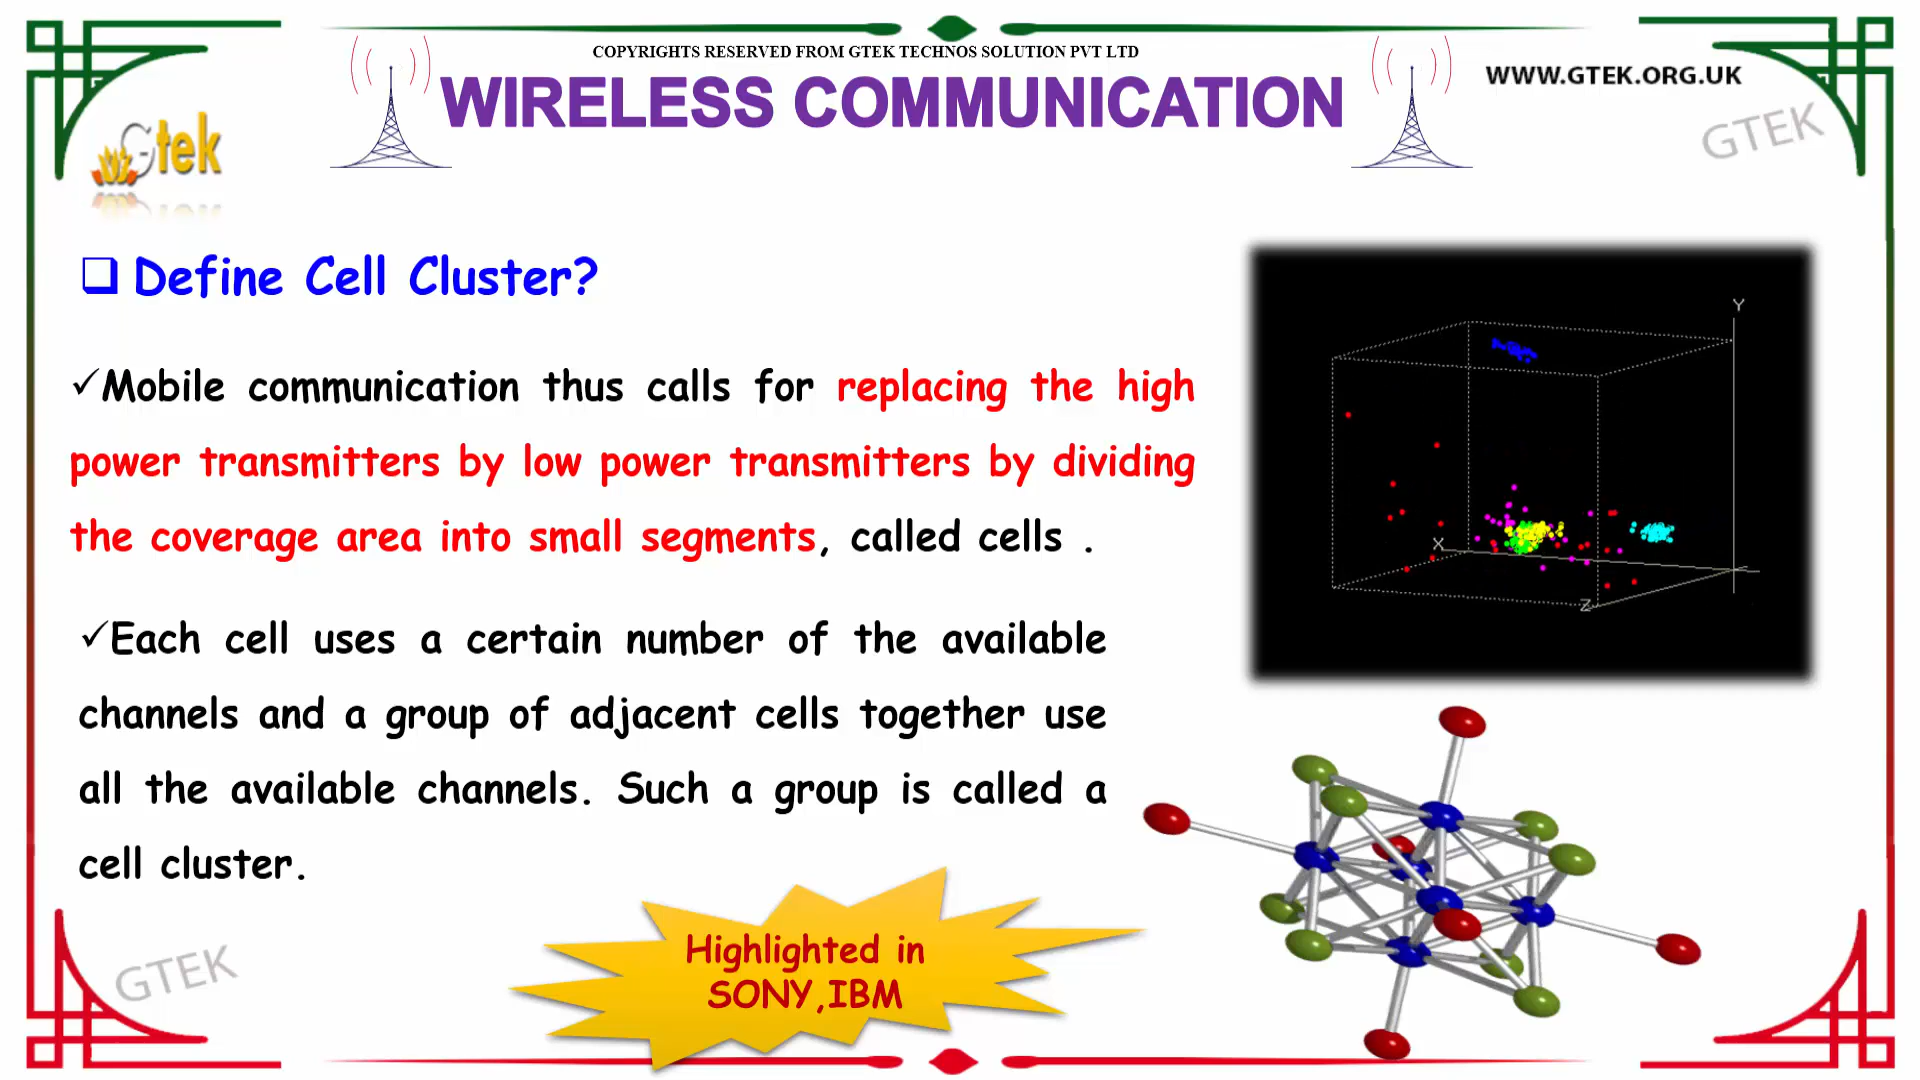 COPYRIGHTS RESERVED FROM GTEK TECHNOS SOLUTION PVT LTD
WIRELESS COMMUNICATION
WWW.GTEK.ORG.UK
Gtek
GTEK
Define Cell Cluster?
✓Mobile communication thus calls for replacing the high
power transmitters by low power transmitters by dividing
the coverage area into small segments, called cells .
✓Each cell uses a certain number of the available
channels and a group of adjacent cells together use
all the available channels. Such a group is called a
cell cluster.
Y
X
Z
Highlighted in
SONY,IBM
GTEK